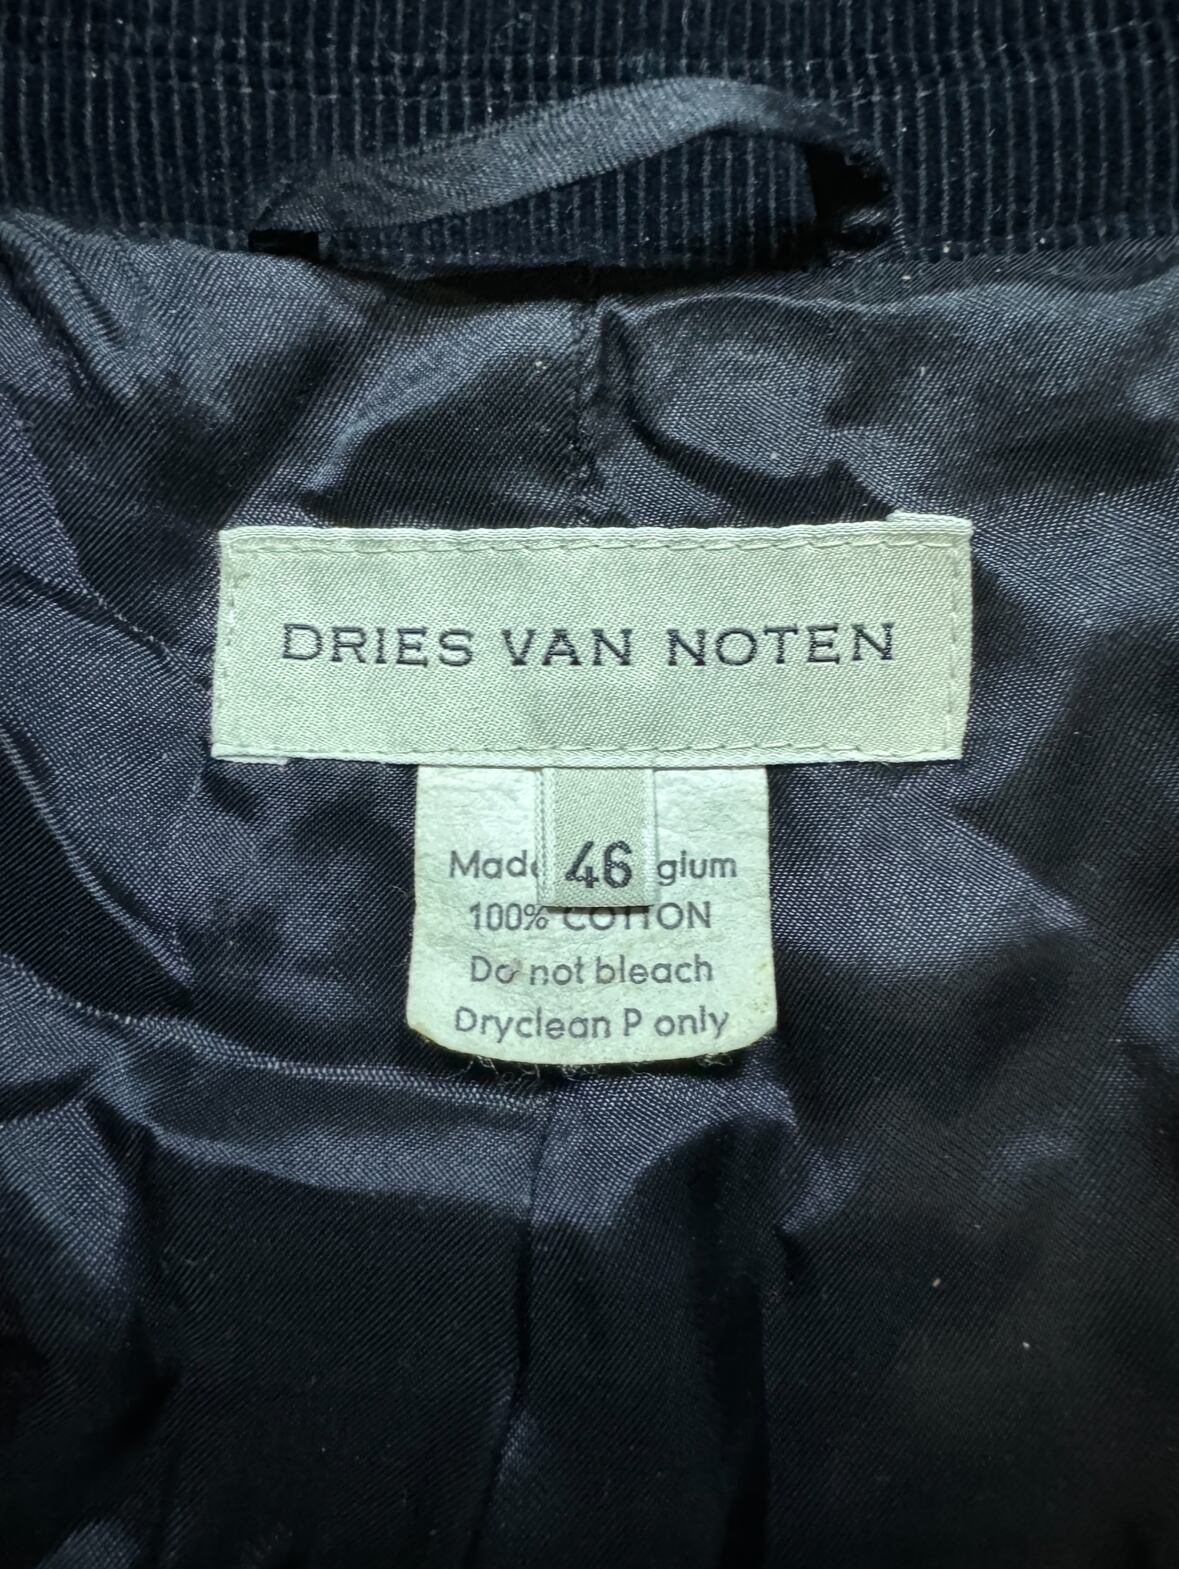 DRIES VAN NOTEN
46
Made gium
100% COTTON
Do not bleach
Dryclean P only